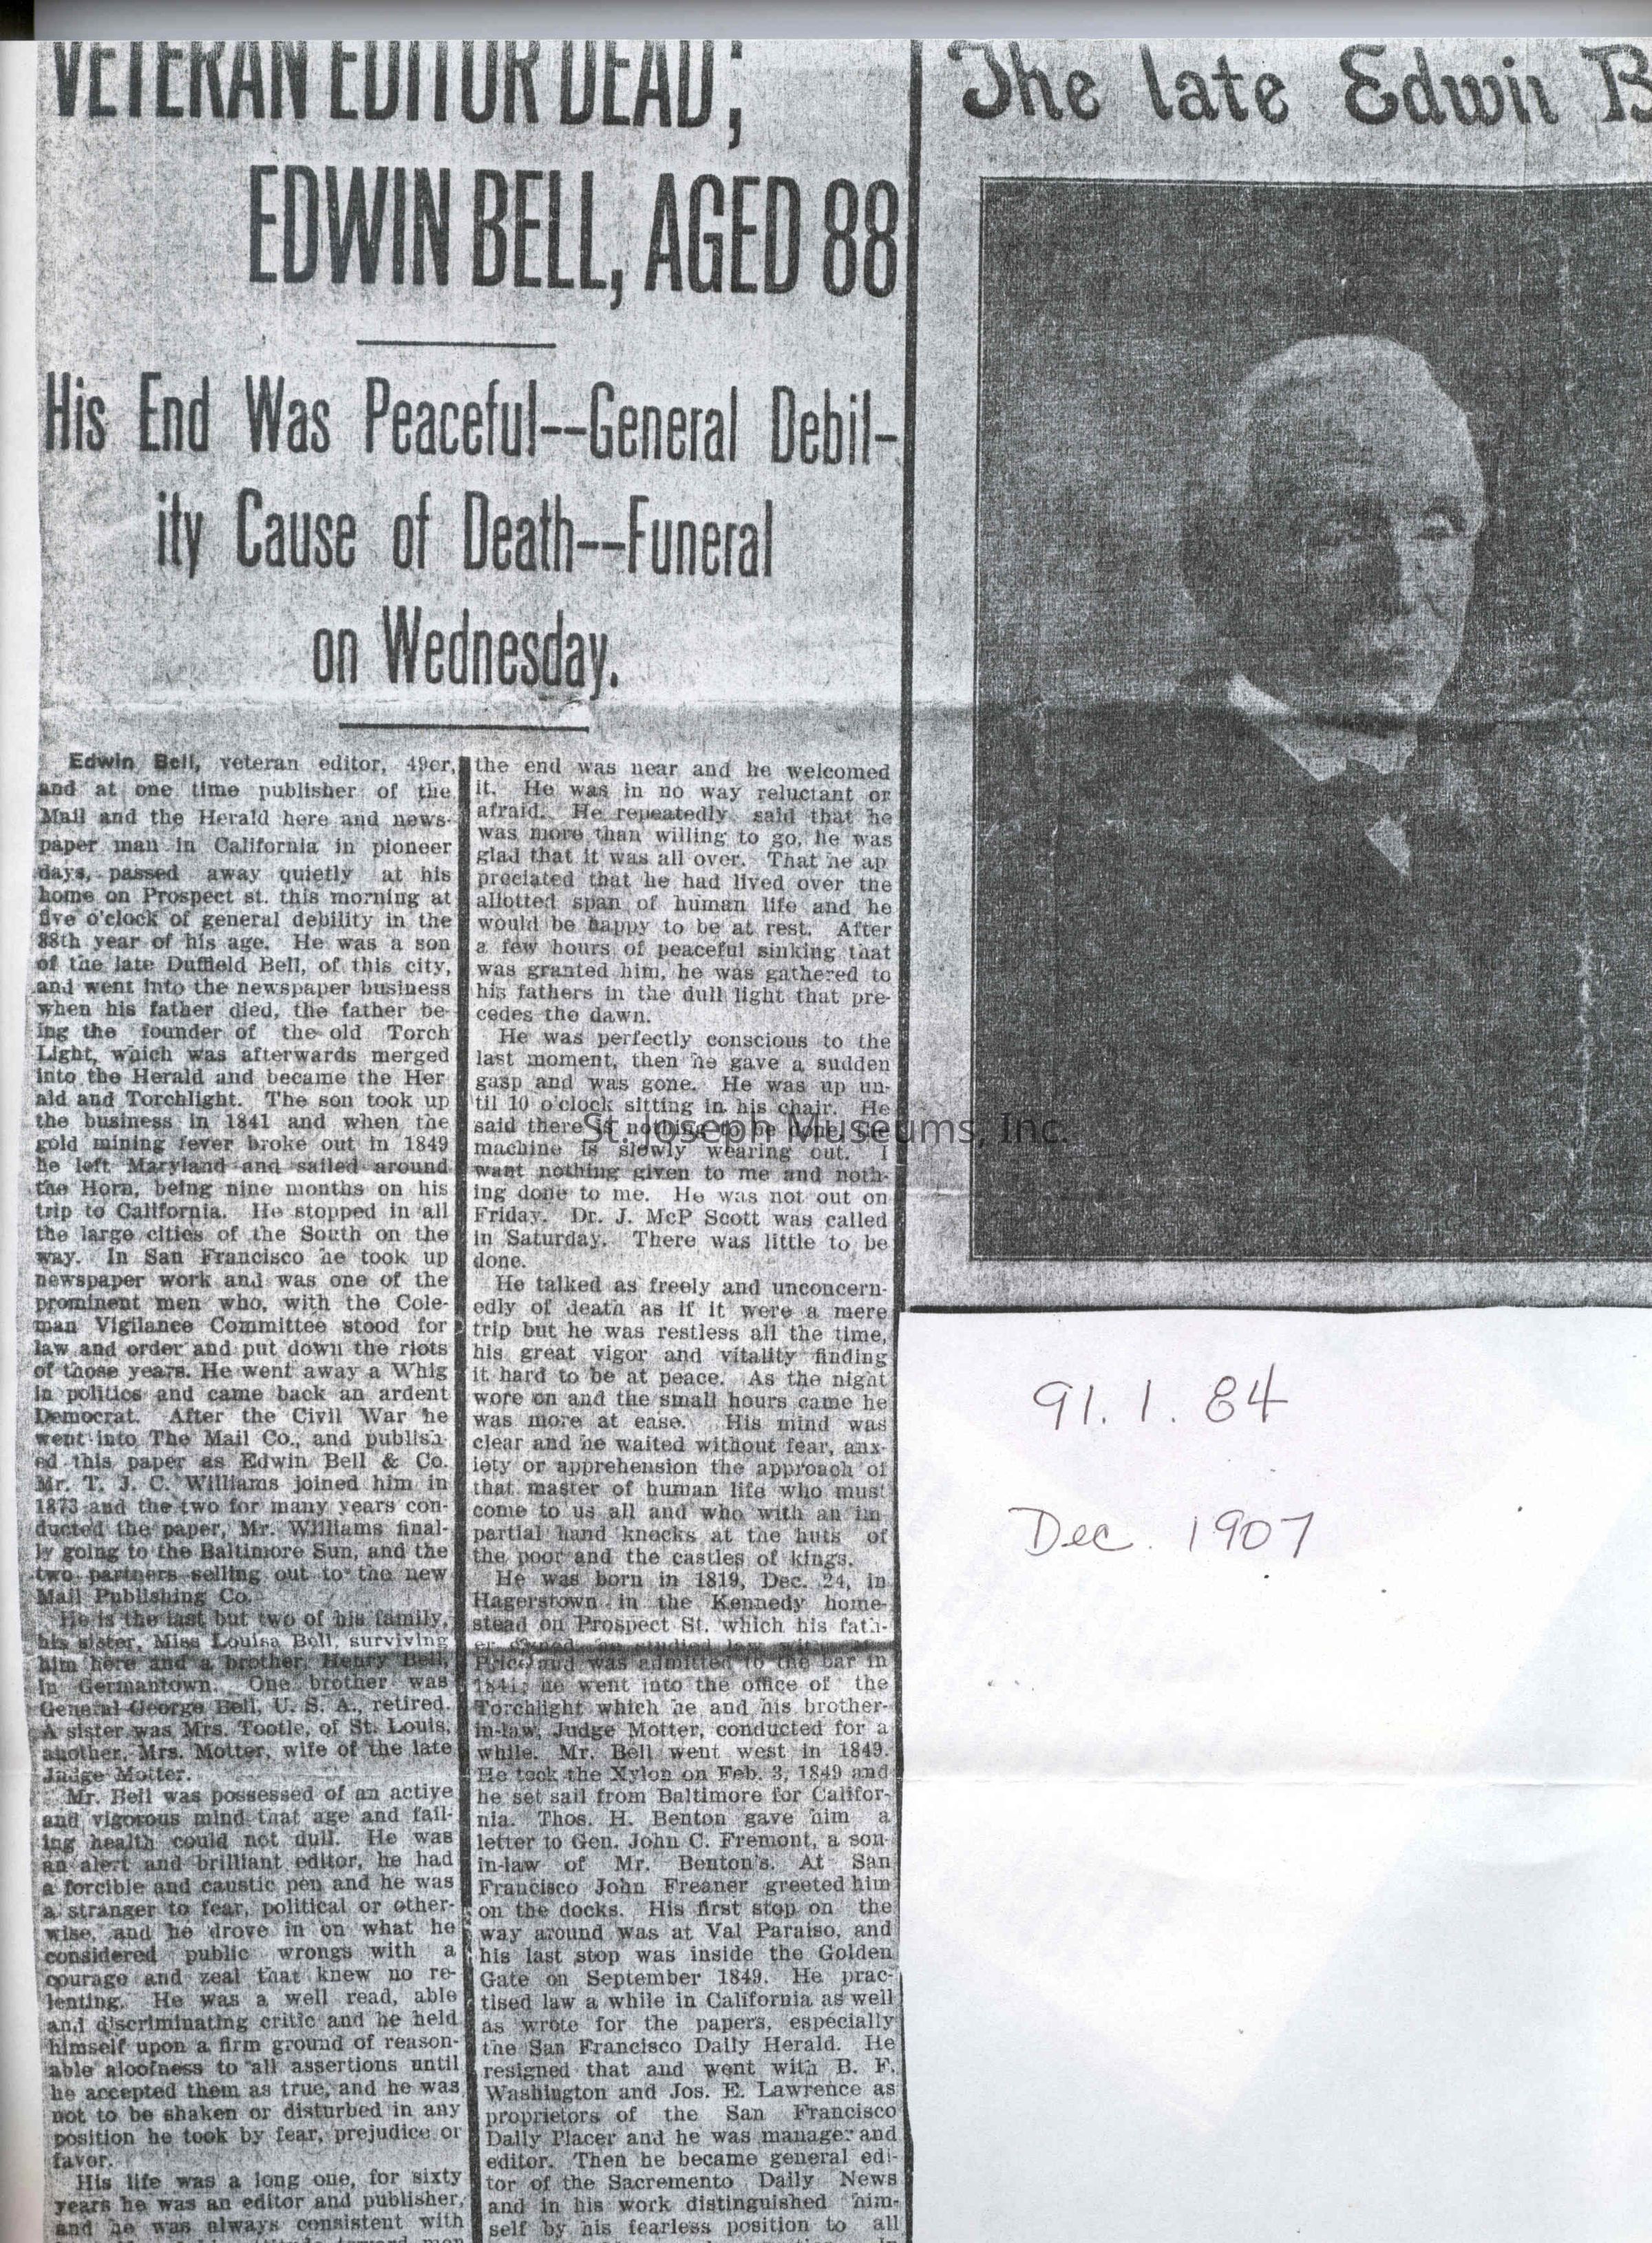 VETERAN EDITOR DEAD;
EDWIN BELL, AGED 88
His End Was Peaceful--General Debil-
ity Cause of Death--Funeral
on Wednesday.
Edwin Bell, veteran editor, 49er,
and at one time publisher of the
Mail and the Herald here and news-
paper man in California in pioneer
days, passed away quietly at his
home on Prospect st. this morning at
five o'clock of general debility in the
88th year of his age. He was a son
of the late Duffield Bell, of this city,
and went into the newspaper business
when his father died, the father be-
ing the founder of the old Torch
Light, which was afterwards merged
into the Herald and became the Her
ald and Torchlight. The son took up
the business in 1841 and when the
gold mining fever broke out in 1849
he left Maryland and sailed around
the Horn, being nine months on his
trip to California. He stopped in all
the large cities of the South on the
way. In San Francisco he took up
newspaper work and was one of the
prominent men who, with the Cole-
man Vigilance Committee stood for
law and order and put down the riots
of those years. He went away a Whig
in politics and came back an ardent
Democrat. After the Civil War he
went into The Mail Co., and publish-
ed this paper as Edwin Bell & Co.
Mr. T. J. C. Williams joined him in
1873 and the two for many years con-
ducted the paper, Mr. Williams final-
ly going to the Baltimore Sun, and the
two partners selling out to the new
Mail Publishing Co.
He is the last but two of his family,
his sister, Miss Louisa Bell, surviving
him here and a brother, Henry Bell,
in Germantown. One brother was
General George Bell, U. S. A., retired.
A sister was Mrs. Tootle, of St. Louis,
another, Mrs. Motter, wife of the late
Judge Motter.
Mr. Bell was possessed of an active
and vigorous mind that age and fail-
ing health could not dull. He was
an alert and brilliant editor, he had
a forcible and caustic pen and he was
a stranger to fear, political or other-
wise, and he drove in on what he
considered public wrongs with a
courage and zeal that knew no re-
lenting. He was a well read, able
and discriminating critic and he held
himself upon a firm ground of reason-
able aloofness to all assertions until
he accepted them as true, and he was
not to be shaken or disturbed in any
position he took by fear, prejudice or
favor.
His life was a long one, for sixty
years he was an editor and publisher,
and he was always consistent with
the end was near and he welcomed
it. He was in no way reluctant or
afraid. He repeatedly said that he
was more than willing to go, he was
glad that it was all over. That he ap
preciated that he had lived over the
allotted span of human life and he
would be happy to be at rest. After
a few hours of peaceful sinking that
was granted him, he was gathered to
his fathers in the dull light that pre-
cedes the dawn.
He was perfectly conscious to the
last moment, then he gave a sudden
gasp and was gone. He was up un-
til 10 o'clock sitting in his chair. He
said there is nothing to be
machine is slowly wearing out. I
want nothing given to me and noth-
ing done to me. He was not out on
Friday. Dr. J. McP Scott was called
in Saturday. There was little to be
done.
He talked as freely and unconcern-
edly of death as if it were a mere
trip but he was restless all the time,
his great vigor and vitality finding
it hard to be at peace. As the night
wore on and the small hours came he
was more at ease. His mind was
clear and he waited without fear, anx-
iety or apprehension the approach of
that master of human life who must
come to us all and who with an im
partial hand knocks at the huts of
the poor and the castles of kings.
He was born in 1819, Dec. 24, in
Hagerstown in the Kennedy home-
stead on Prospect St. which his fath-
er owned, he studied law with
Price and was admitted to the bar in
1841; he went into the office of the
Torchlight which he and his brother-
in-law, Judge Motter, conducted for a
while. Mr. Bell went west in 1849.
He took the Xylon on Feb. 3, 1849 and
he set sail from Baltimore for Califor-
nia. Thos. H. Benton gave him a
letter to Gen. John C. Fremont, a son
in-law of Mr. Benton's. At San
Francisco John Freaner greeted him
on the docks. His first stop on the
way around was at Val Paraiso, and
his last stop was inside the Golden
Gate on September 1849. He prac-
tised law a while in California as well
as wrote for the papers, especially
the San Francisco Daily Herald. He
resigned that and went with B. F.
Washington and Jos. E. Lawrence as
proprietors of the San Francisco
Daily Placer and he was manager and
editor. Then he became general edi-
tor of the Sacremento Daily News
and in his work distinguished him-
self by his fearless position to all
The late Edwin B
91.1.84
Dec. 1907
St. Joseph Museums, Inc.